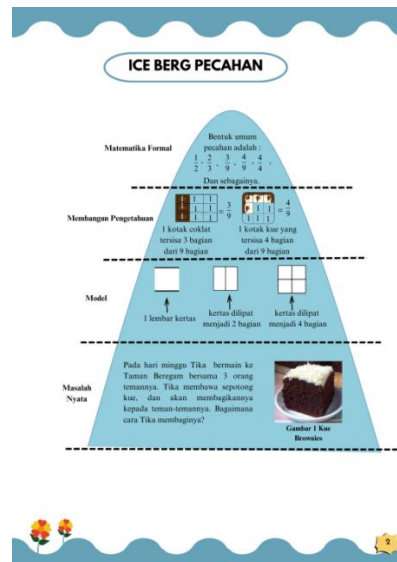 ICE BERG PECAHAN
Matematika Formal
Bentuk umum
pecahan adalah :
1/2, 2/3, 3/9, 4/9, 4/4,
Dan sebagainya.
Membangun Pengetahuan
= 3/9
1 kotak coklat
tersisa 3 bagian
dari 9 bagian
= 4/9
1 kotak kue yang
tersisa 4 bagian
dari 9 bagian
Model
1 lembar kertas
kertas dilipat
menjadi 2 bagian
kertas dilipat
menjadi 4 bagian
Masalah
Nyata
Pada hari minggu Tika bermain ke
Taman Beregam bersama 3 orang
temannya. Tika membawa sepotong
kue, dan akan membagikannya
kepada teman-temannya. Bagaimana
cara Tika membaginya?
Gambar 1 Kue
Brownies
2